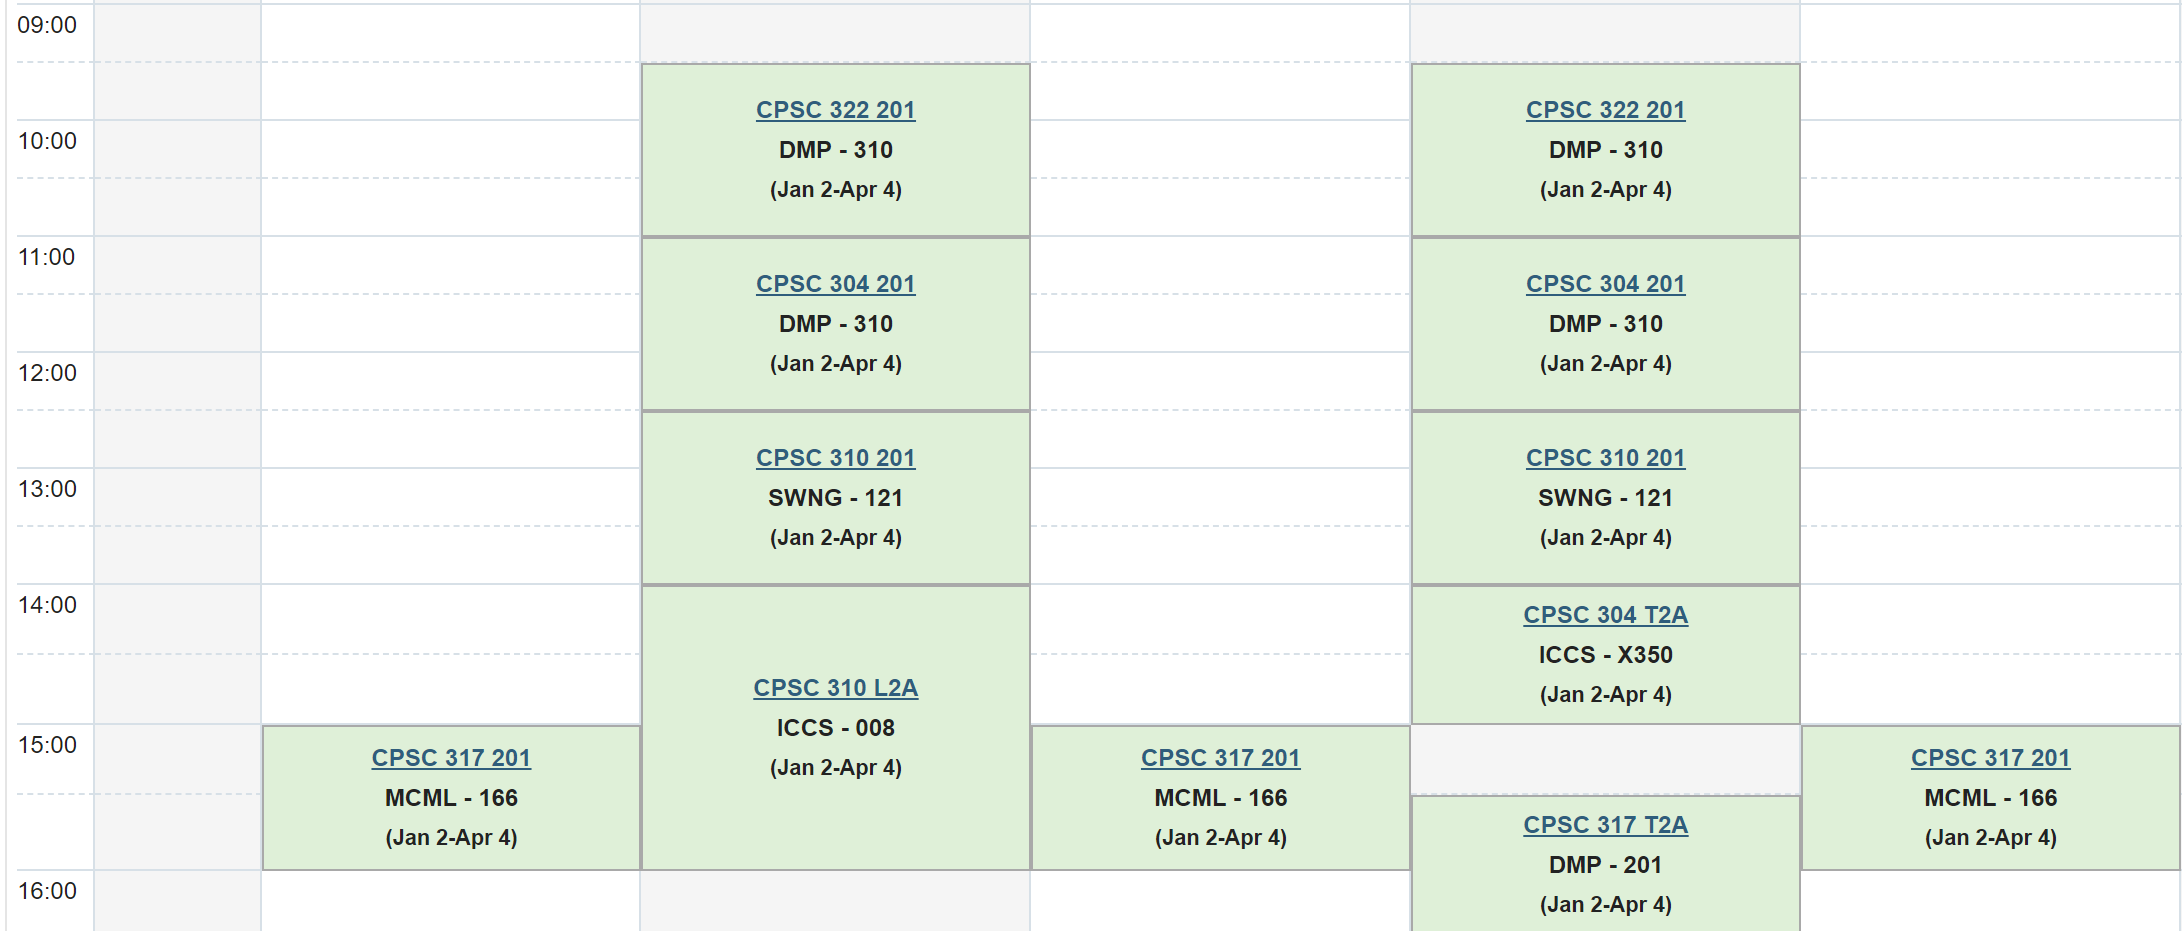 09:00
CPSC 322 201
DMP - 310
(Jan 2-Apr 4)
CPSC 322 201
DMP - 310
(Jan 2-Apr 4)
10:00
11:00
CPSC 304 201
DMP - 310
(Jan 2-Apr 4)
CPSC 304 201
DMP - 310
(Jan 2-Apr 4)
12:00
CPSC 310 201
SWNG - 121
(Jan 2-Apr 4)
CPSC 310 201
SWNG - 121
(Jan 2-Apr 4)
13:00
14:00
CPSC 310 L2A
ICCS - 008
(Jan 2-Apr 4)
CPSC 304 T2A
ICCS - X350
(Jan 2-Apr 4)
15:00
CPSC 317 201
MCML - 166
(Jan 2-Apr 4)
CPSC 317 201
MCML - 166
(Jan 2-Apr 4)
CPSC 317 T2A
DMP - 201
(Jan 2-Apr 4)
CPSC 317 201
MCML - 166
(Jan 2-Apr 4)
16:00